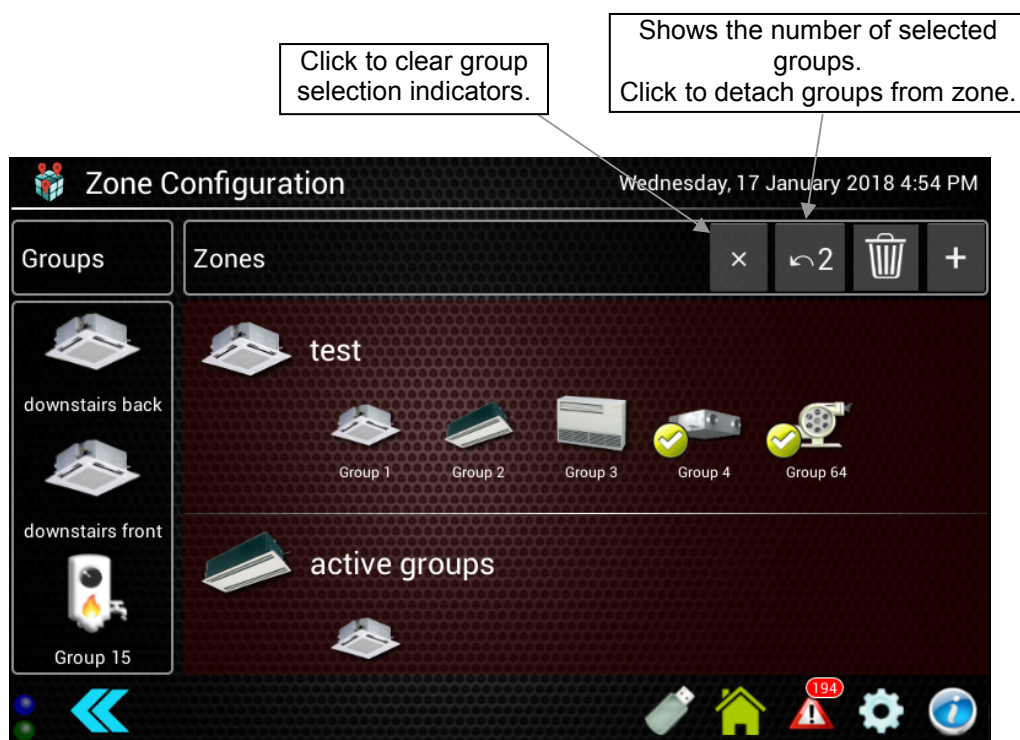 Click to clear group
selection indicators.
Shows the number of selected
groups.
Click to detach groups from zone.
Zone Configuration
Wednesday, 17 January 2018 4:54 PM
Groups
Zones
×
2
+
downstairs back
downstairs front
Group 15
test
Group 1
Group 2
Group 3
Group 4
Group 64
active groups
194
i